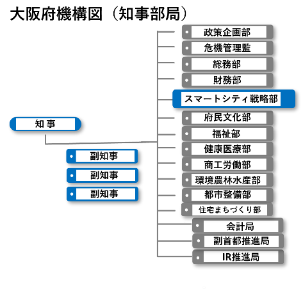 大阪府機構図（知事部局）
政策企画部
危機管理監
総務部
財務部
スマートシティ戦略部
府民文化部
知事
福祉部
健康医療部
副知事
商工労働部
副知事
環境農林水産部
副知事
都市整備部
住宅まちづくり部
会計局
副首都推進局
IR推進局